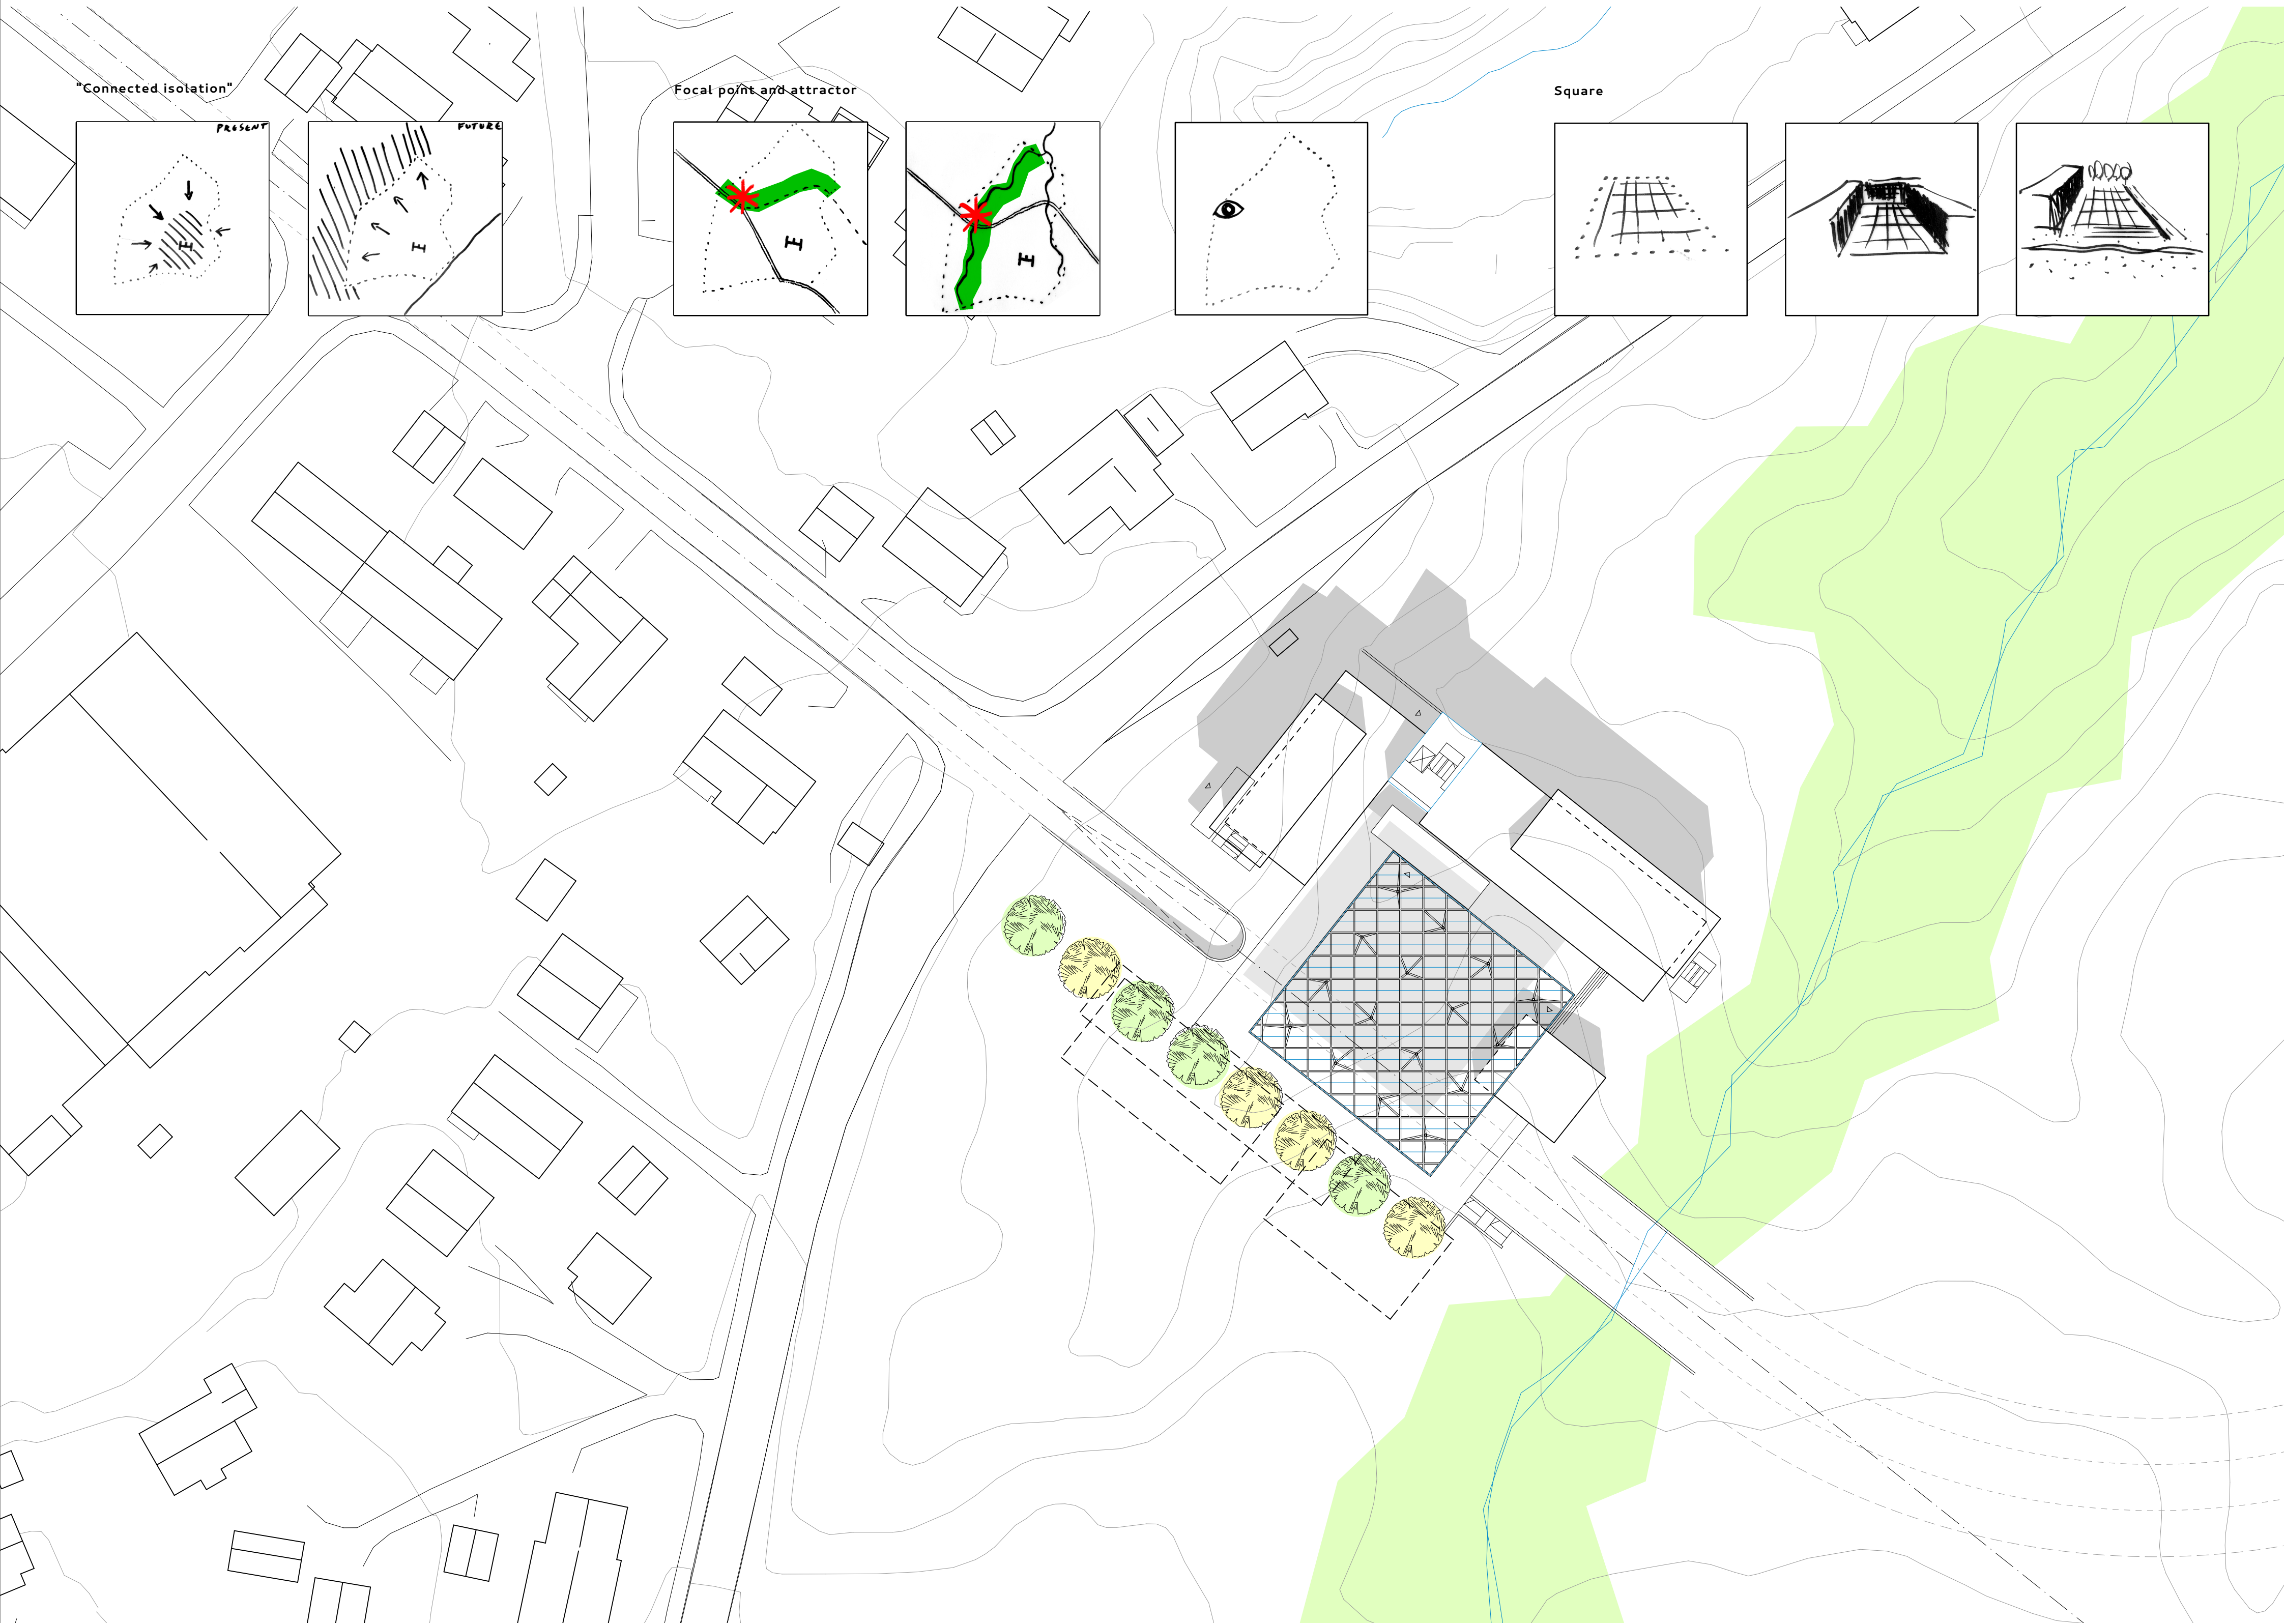 "Connected isolation"
Focal point and attractor
Square
PRESENT
FUTURE
H
H
H
H